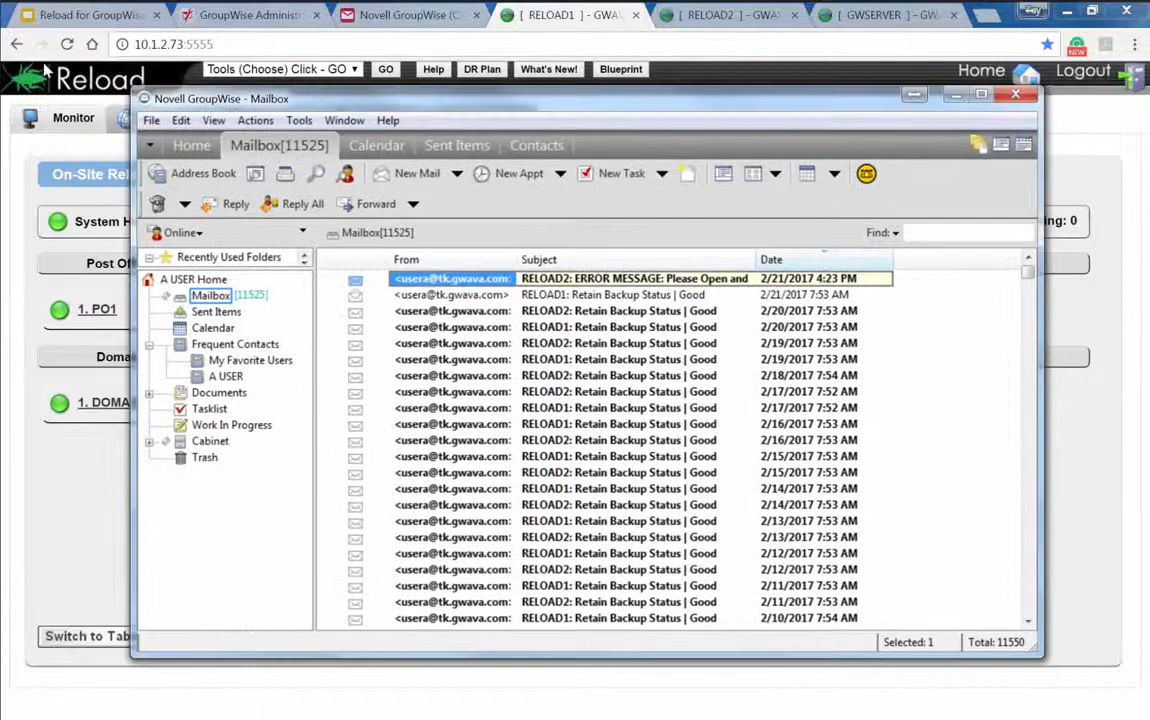 Reload for GroupWis
GroupWise Administ
Novell GroupWise (C
[ RELOAD1 ] - GWA
[ RELOAD2 ] - GWAV
[ GWSERVER ] - GWA
10.1.2.73:5555
NEW
Reload
Tools (Choose) Click - GO
GO
Help
DR Plan
What's New!
Blueprint
Home
Logout
Monitor
On-Site Rel
System H
ing: 0
Post Of
1. PO1
Doma
1. DOMA
Switch to Tab
Novell GroupWise - Mailbox
File Edit View Actions Tools Window Help
Home Mailbox[11525] Calendar Sent Items Contacts
Address Book New Mail New Appt New Task
Reply Reply All Forward
Online Mailbox[11525] Find:
Recently Used Folders
A USER Home
Mailbox [11525]
Sent Items
Calendar
Frequent Contacts
My Favorite Users
A USER
Documents
Tasklist
Work In Progress
Cabinet
Trash
From Subject Date
<usera@tk.gwava.com: RELOAD2: ERROR MESSAGE: Please Open and 2/21/2017 4:23 PM
<usera@tk.gwava.com> RELOAD1: Retain Backup Status | Good 2/21/2017 7:53 AM
<usera@tk.gwava.com: RELOAD2: Retain Backup Status | Good 2/20/2017 7:53 AM
<usera@tk.gwava.com: RELOAD2: Retain Backup Status | Good 2/19/2017 7:53 AM
<usera@tk.gwava.com: RELOAD1: Retain Backup Status | Good 2/19/2017 7:53 AM
<usera@tk.gwava.com: RELOAD1: Retain Backup Status | Good 2/19/2017 7:53 AM
<usera@tk.gwava.com: RELOAD2: Retain Backup Status | Good 2/18/2017 7:54 AM
<usera@tk.gwava.com: RELOAD2: Retain Backup Status | Good 2/17/2017 7:52 AM
<usera@tk.gwava.com: RELOAD1: Retain Backup Status | Good 2/17/2017 7:52 AM
<usera@tk.gwava.com: RELOAD1: Retain Backup Status | Good 2/16/2017 7:53 AM
<usera@tk.gwava.com: RELOAD2: Retain Backup Status | Good 2/16/2017 7:53 AM
<usera@tk.gwava.com: RELOAD1: Retain Backup Status | Good 2/15/2017 7:53 AM
<usera@tk.gwava.com: RELOAD2: Retain Backup Status | Good 2/15/2017 7:53 AM
<usera@tk.gwava.com: RELOAD1: Retain Backup Status | Good 2/14/2017 7:53 AM
<usera@tk.gwava.com: RELOAD2: Retain Backup Status | Good 2/14/2017 7:53 AM
<usera@tk.gwava.com: RELOAD1: Retain Backup Status | Good 2/13/2017 7:53 AM
<usera@tk.gwava.com: RELOAD2: Retain Backup Status | Good 2/13/2017 7:53 AM
<usera@tk.gwava.com: RELOAD1: Retain Backup Status | Good 2/12/2017 7:53 AM
<usera@tk.gwava.com: RELOAD2: Retain Backup Status | Good 2/12/2017 7:53 AM
<usera@tk.gwava.com: RELOAD1: Retain Backup Status | Good 2/11/2017 7:53 AM
<usera@tk.gwava.com: RELOAD2: Retain Backup Status | Good 2/11/2017 7:53 AM
<usera@tk.gwava.com: RELOAD1: Retain Backup Status | Good 2/10/2017 7:54 AM
Selected: 1 Total: 11550